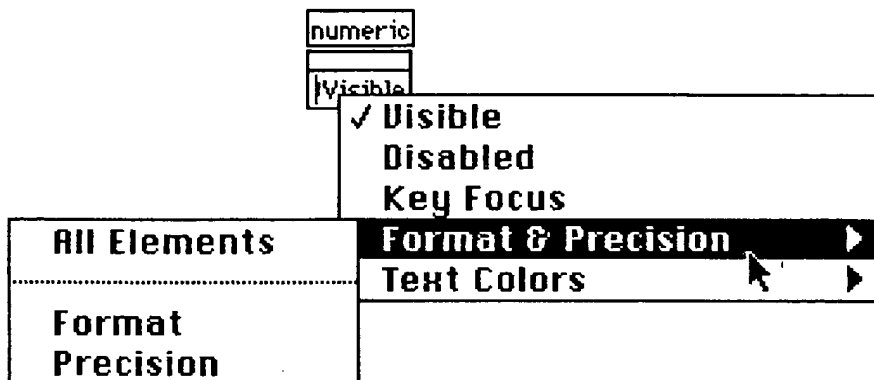 numeric
Visible
✓ Visible
Disabled
Key Focus
Format & Precision
Text Colors
All Elements
Format
Precision